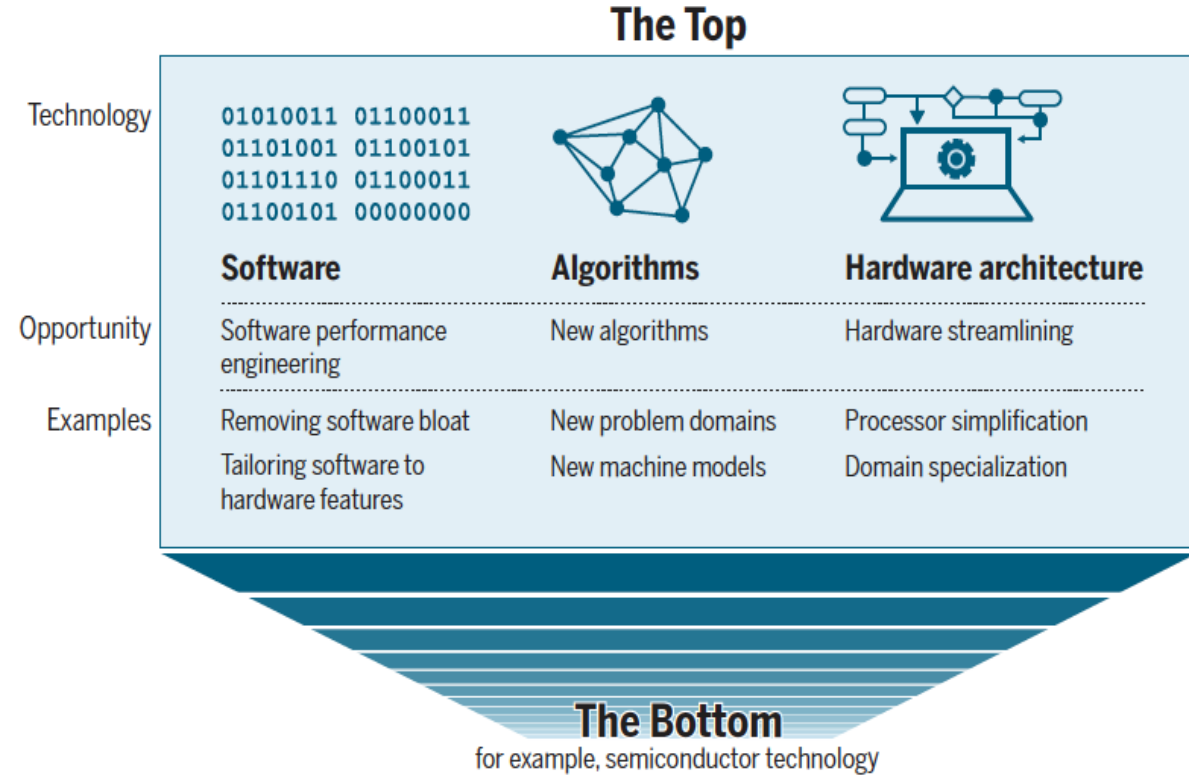 The Top
Technology
01010011 01100011
01101001 01100101
01101110 01100011
01100101 00000000
Software
Algorithms
Hardware architecture
Opportunity
Software performance
engineering
New algorithms
Hardware streamlining
Examples
Removing software bloat
New problem domains
Processor simplification
Tailoring software to
hardware features
New machine models
Domain specialization
The Bottom
for example, semiconductor technology